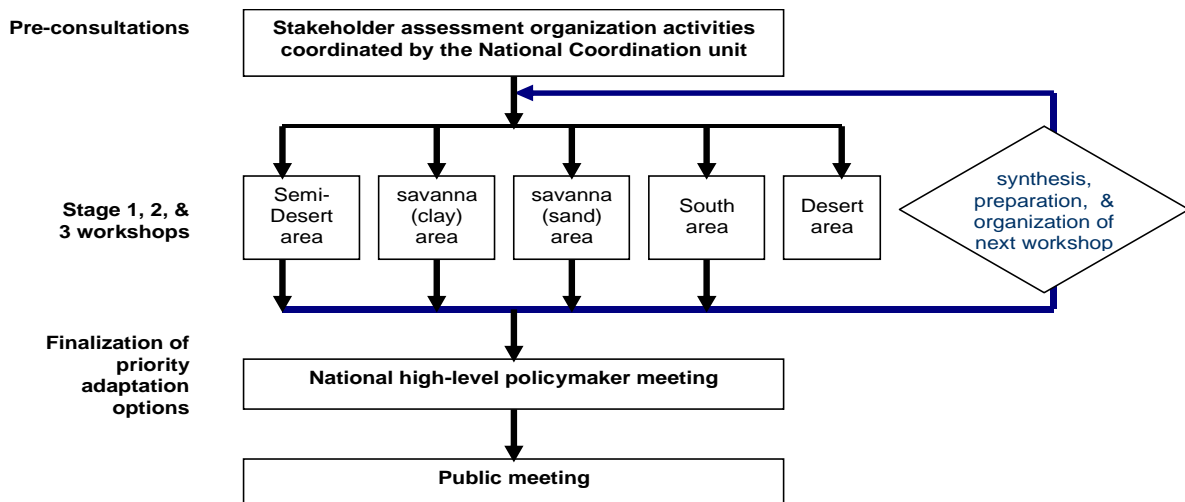 Pre-consultations
Stakeholder assessment organization activities
coordinated by the National Coordination unit
Stage 1, 2, &
3 workshops
Semi-
Desert
area
savanna
(clay)
area
savanna
(sand)
area
South
area
Desert
area
synthesis,
preparation, &
organization of
next workshop
Finalization of
priority
adaptation
options
National high-level policymaker meeting
Public meeting